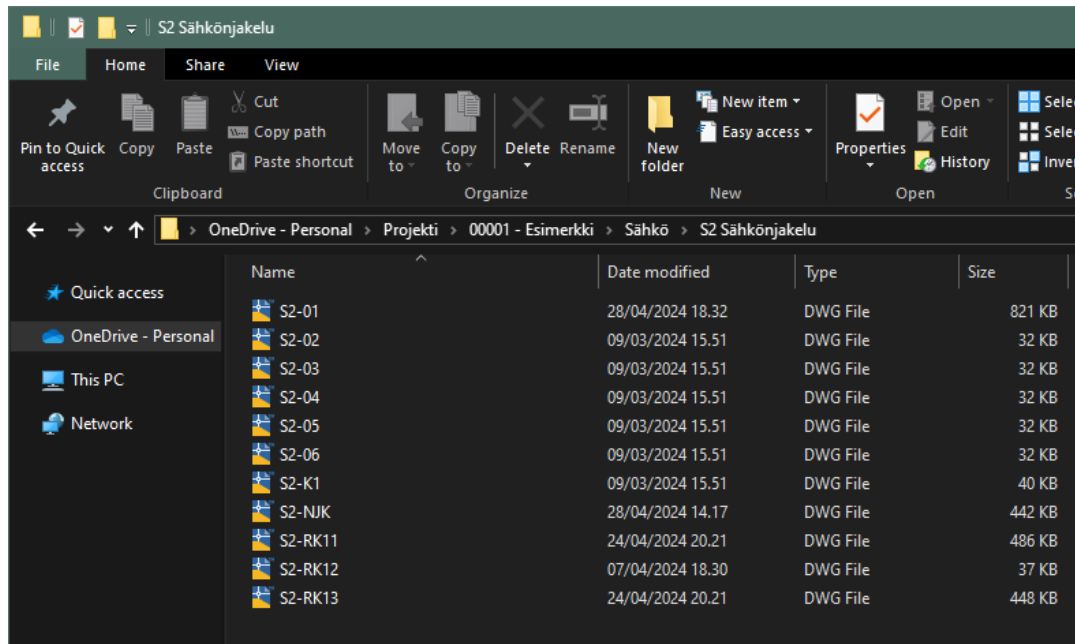 S2 Sähkönjakelu
File Home Share View
Pin to Quick access
Copy
Paste
Cut
Copy path
Paste shortcut
Clipboard
Move to
Copy to
Delete
Rename
Organize
New folder
New item
Easy access
New
Properties
Open
Edit
History
Open
Sele
Sele
Inver
S
OneDrive - Personal > Projekti > 00001 - Esimerkki > Sähkö > S2 Sähkönjakelu
Quick access
OneDrive - Personal
This PC
Network
Name Date modified Type Size
S2-01 28/04/2024 18.32 DWG File 821 KB
S2-02 09/03/2024 15.51 DWG File 32 KB
S2-03 09/03/2024 15.51 DWG File 32 KB
S2-04 09/03/2024 15.51 DWG File 32 KB
S2-05 09/03/2024 15.51 DWG File 32 KB
S2-06 09/03/2024 15.51 DWG File 32 KB
S2-K1 09/03/2024 15.51 DWG File 40 KB
S2-NJK 28/04/2024 14.17 DWG File 442 KB
S2-RK11 24/04/2024 20.21 DWG File 486 KB
S2-RK12 07/04/2024 18.30 DWG File 37 KB
S2-RK13 24/04/2024 20.21 DWG File 448 KB